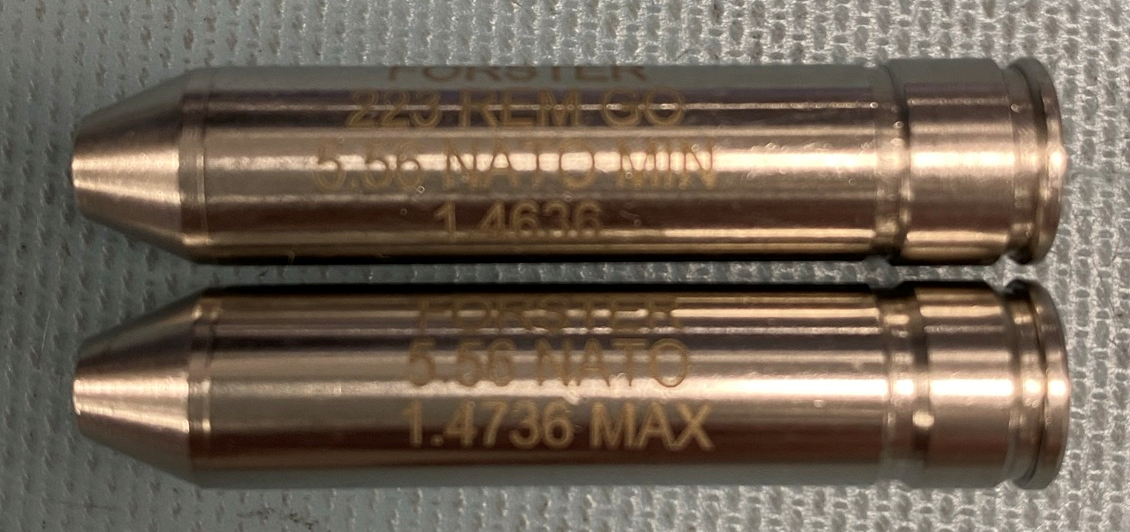 FORSTER
223 REM GO
5.56 NATO MIN
1.4636
FORSTER
5.56 NATO
1.4736 MAX